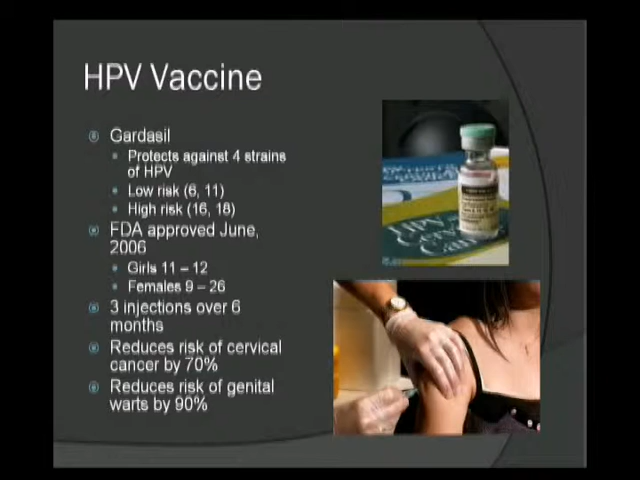 HPV Vaccine
Gardasil
Protects against 4 strains
of HPV
Low risk (6, 11)
High risk (16, 18)
FDA approved June,
2006
Girls 11 – 12
Females 9 – 26
3 injections over 6
months
Reduces risk of cervical
cancer by 70%
Reduces risk of genital
warts by 90%
HPV